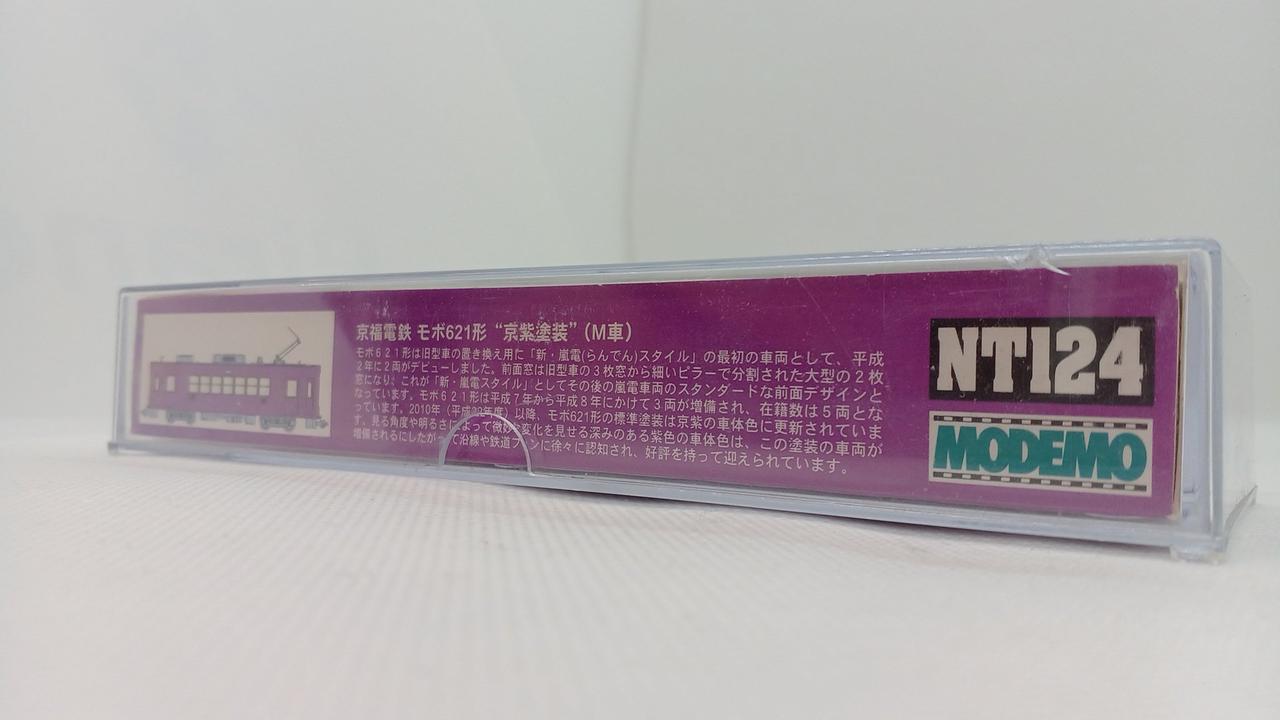 京福電鉄 モボ621形 “京紫塗装”(M車)
モボ621形は旧型車の置き換え用に「新・嵐電(らんでん)スタイル」の最初の車両として、平成
2年に2両がデビューしました。前面窓は旧型車の3枚窓から細いピラーで分割された大型の2枚
窓になり、これが「新・嵐電スタイル」としてその後の嵐電車両のスタンダードな前面デザインと
なっています。モボ621形は平成7年から平成8年にかけて3両が増備され、在籍数は5両とな
っています。2010年(平成22年度)以降、モボ621形の標準塗装は京紫の車体色に更新されていま
す。見る角度や明るさによって微妙な変化を見せる深みのある紫色の車体色は、この塗装の車両が
増備されるにしたがって沿線や鉄道ファンに徐々に認知され、好評を持って迎えられています。
NT124
MODEMO